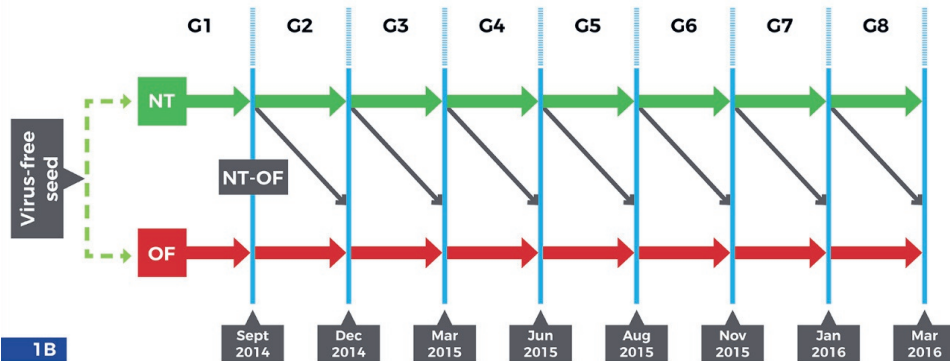 G1 G2 G3 G4 G5 G6 G7 G8
NT
Virus-free
seed
NT-OF
OF
Sept
2014
Dec
2014
Mar
2015
Jun
2015
Aug
2015
Nov
2015
Jan
2016
Mar
2016
1B